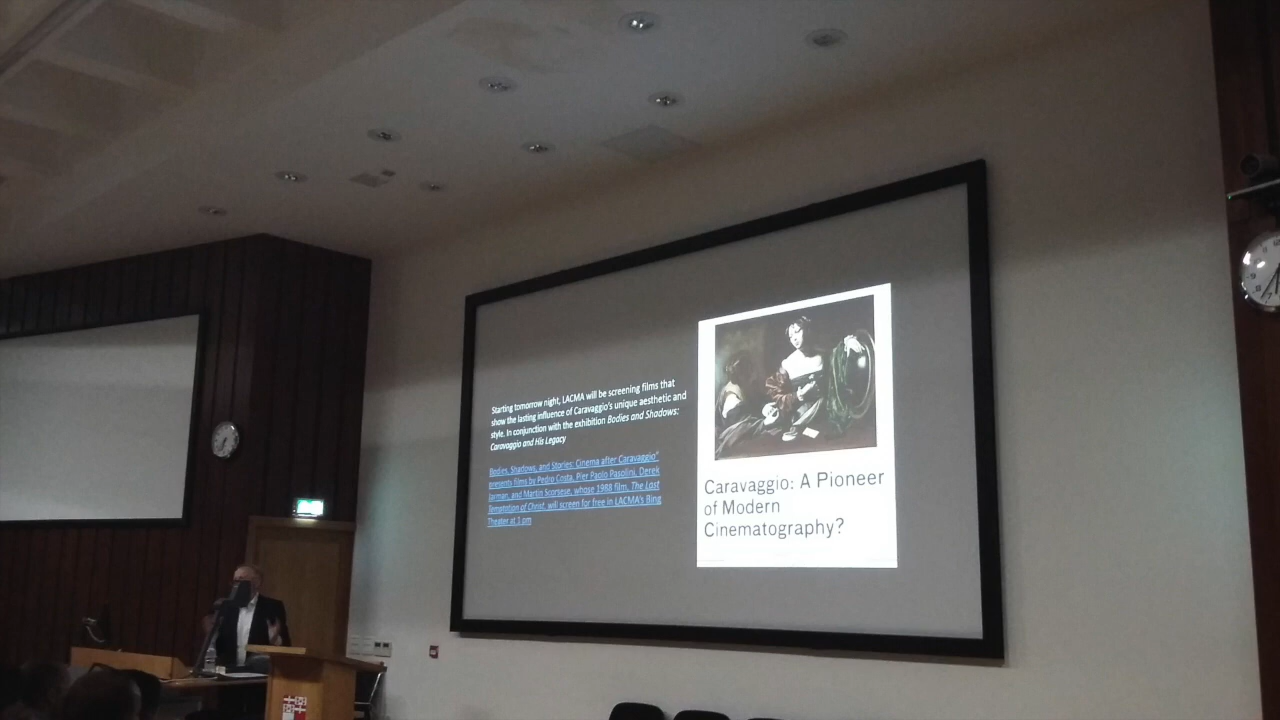 Starting tomorrow night, LACMA will be screening films that
show the lasting influence of Caravaggio's unique aesthetic and
style. In conjunction with the exhibition Bodies and Shadows:
Caravaggio and His Legacy
Bodies, Shadows, and Stories: Cinema after Caravaggio"
presents films by Pedro Costa, Pier Paolo Pasolini, Derek
Jarman, and Martin Scorsese, whose 1988 film, The Last
Temptation of Christ, will screen for free in LACMA's Bing
Theater at 1 pm
Caravaggio: A Pioneer
of Modern
Cinematography?